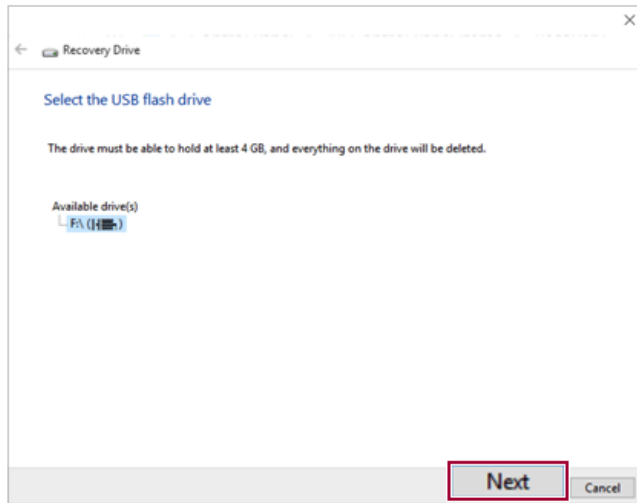 Recovery Drive
Select the USB flash drive
The drive must be able to hold at least 4 GB, and everything on the drive will be deleted.
Available drive(s)
F:\ ( )
Next
Cancel